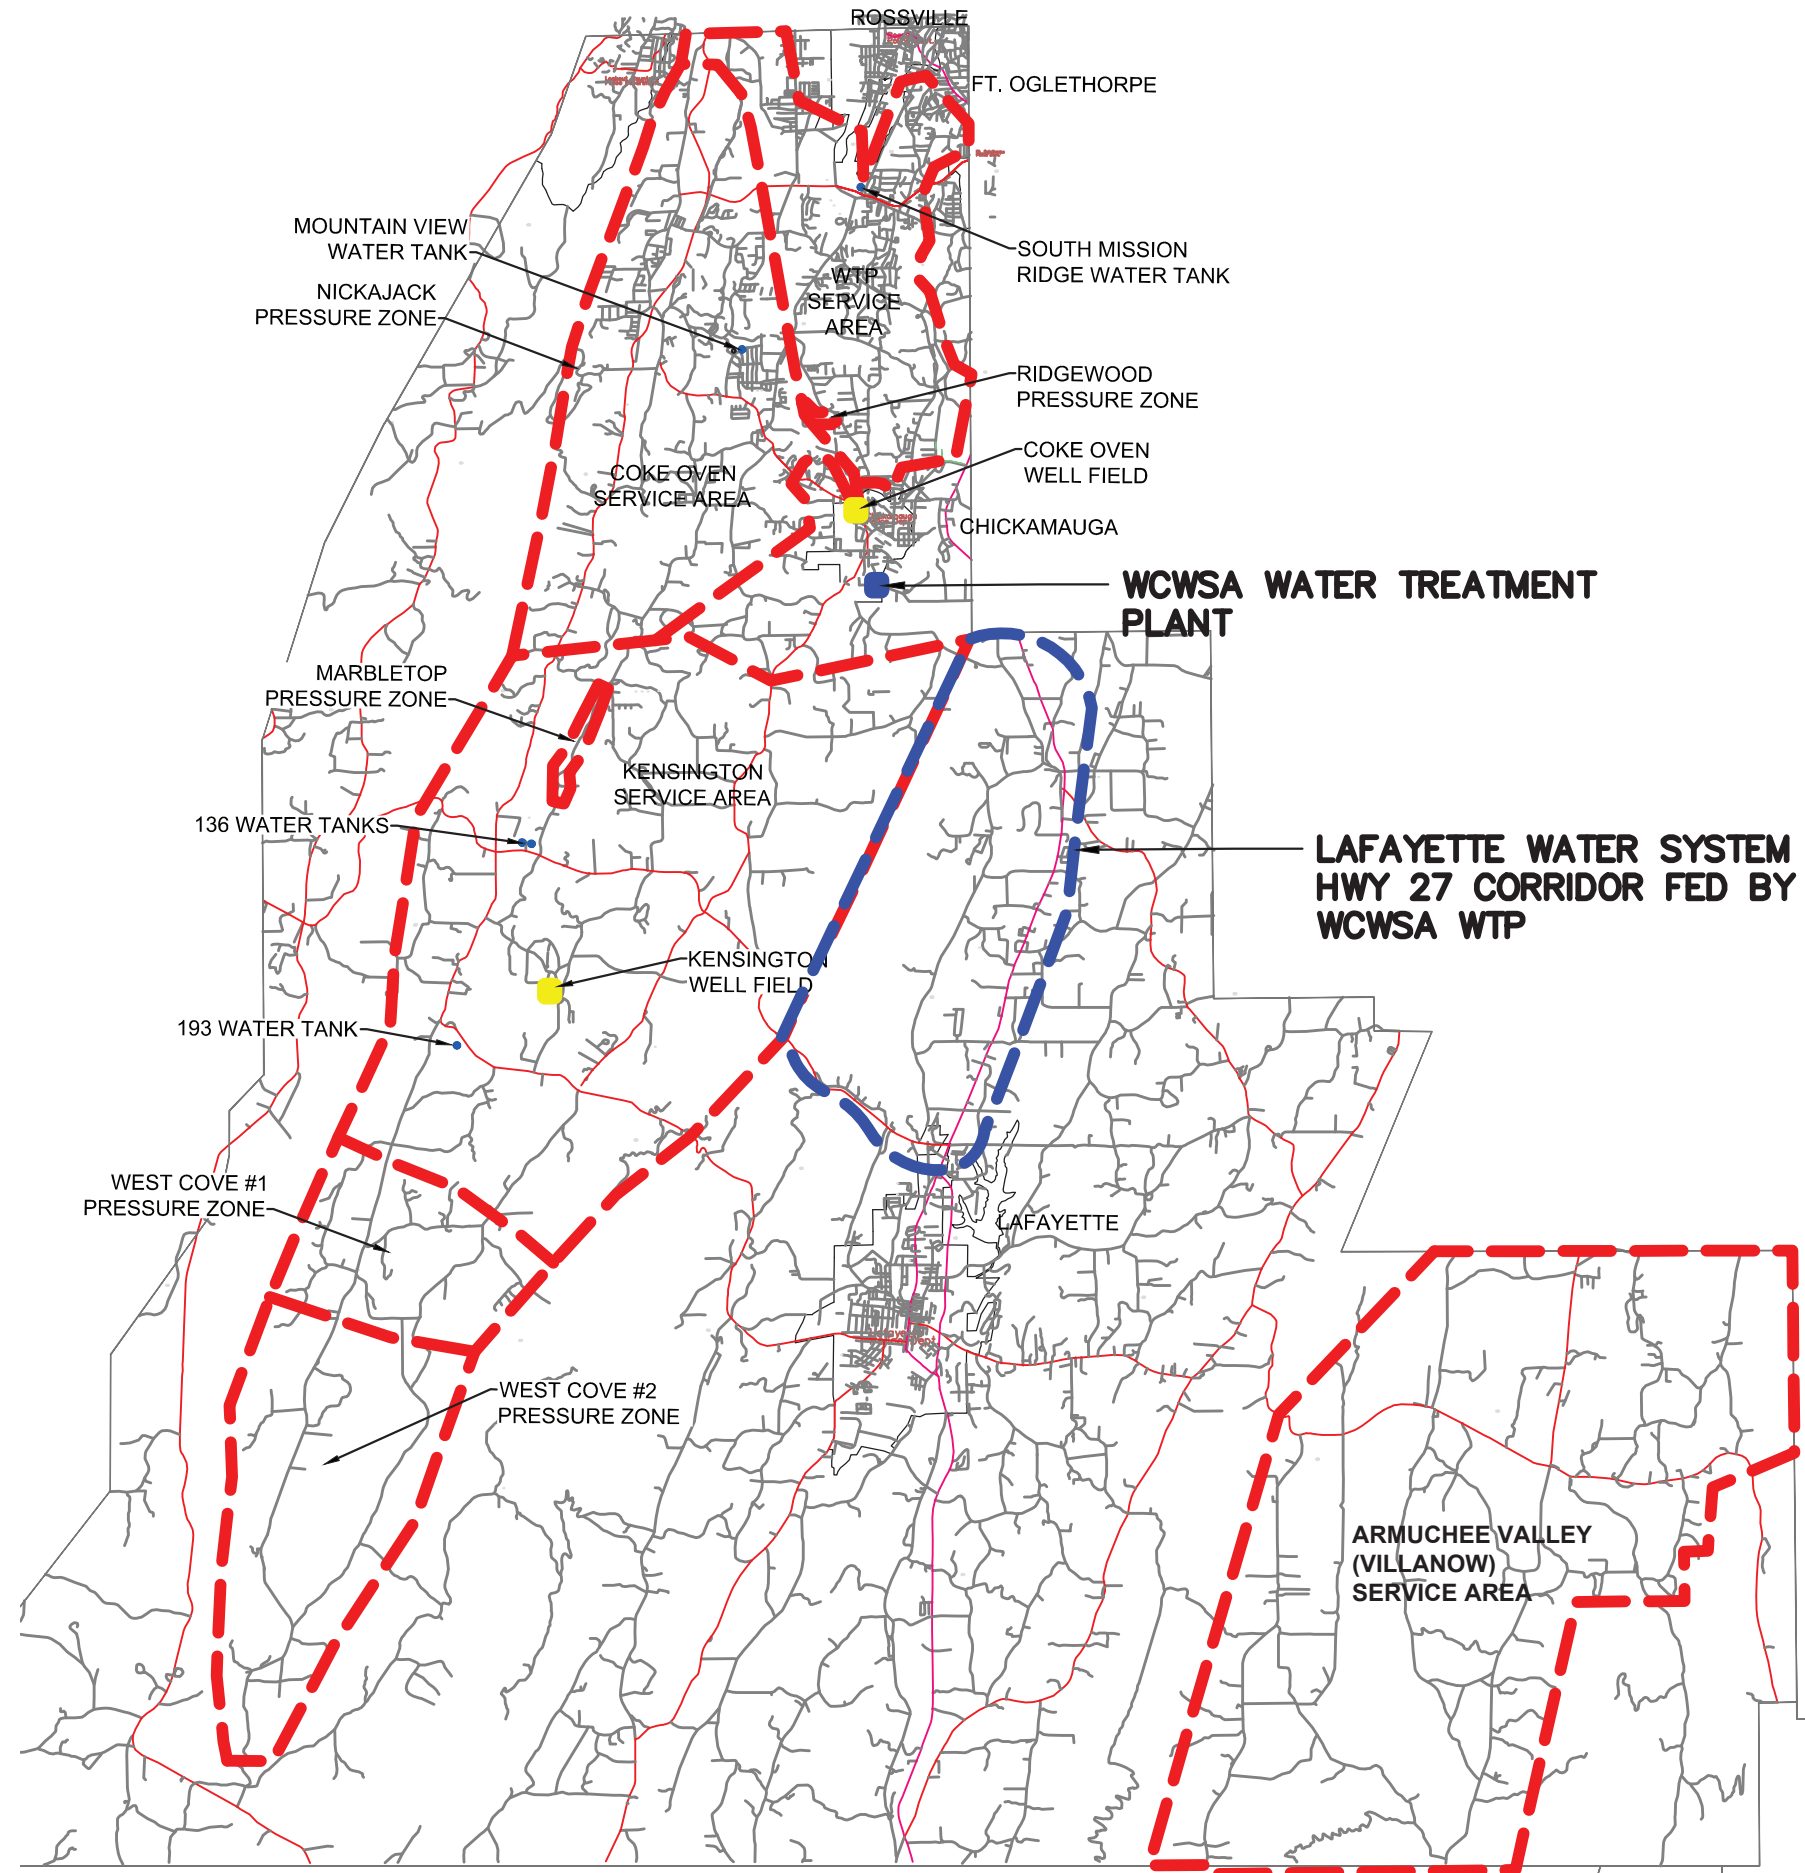 ROSSVILLE
FT. OGLETHORPE
MOUNTAIN VIEW
WATER TANK
SOUTH MISSION
RIDGE WATER TANK
NICKAJACK
PRESSURE ZONE
WTP
SERVICE
AREA
RIDGEWOOD
PRESSURE ZONE
COKE OVEN
WELL FIELD
COKE OVEN
SERVICE AREA
CHICKAMAUGA
WCWSA WATER TREATMENT
PLANT
MARBLETOP
PRESSURE ZONE
KENSINGTON
SERVICE AREA
136 WATER TANKS
LAFAYETTE WATER SYSTEM
HWY 27 CORRIDOR FED BY
WCWSA WTP
KENSINGTON
WELL FIELD
193 WATER TANK
WEST COVE #1
PRESSURE ZONE
LAFAYETTE
WEST COVE #2
PRESSURE ZONE
ARMUCHEE VALLEY
(VILLANOW)
SERVICE AREA